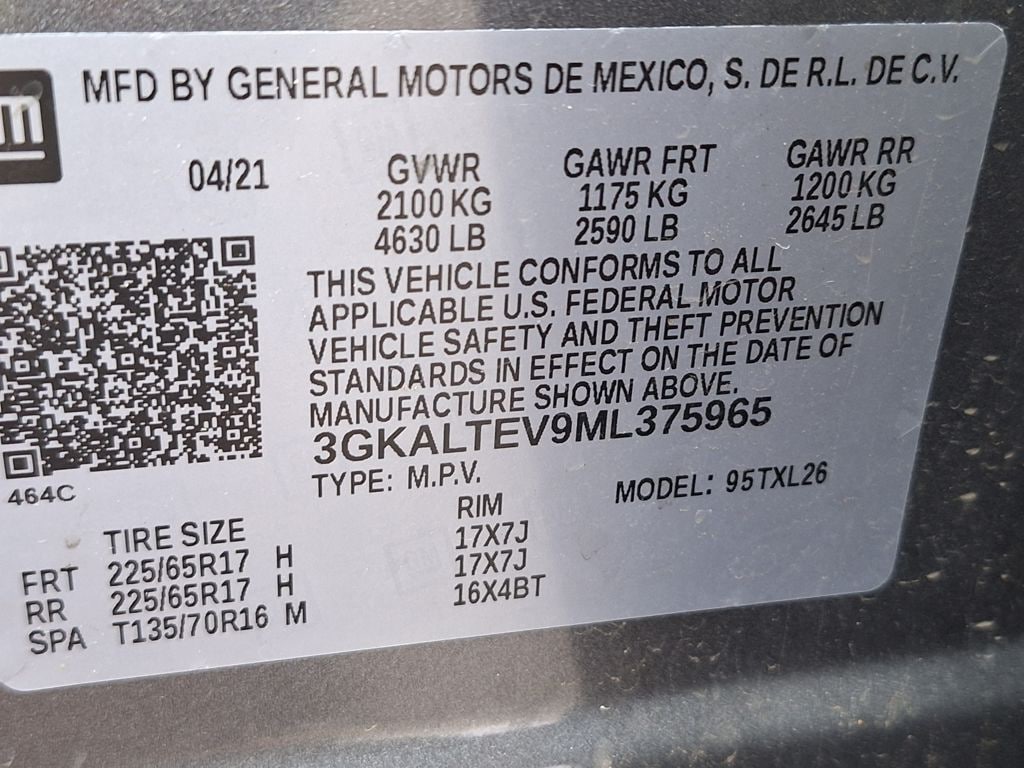 gm
MFD BY GENERAL MOTORS DE MEXICO, S. DE R.L. DE C.V.
04/21 GVWR GAWR FRT GAWR RR
2100 KG 1175 KG 1200 KG
4630 LB 2590 LB 2645 LB
THIS VEHICLE CONFORMS TO ALL
APPLICABLE U.S. FEDERAL MOTOR
VEHICLE SAFETY AND THEFT PREVENTION
STANDARDS IN EFFECT ON THE DATE OF
MANUFACTURE SHOWN ABOVE.
3GKALTEV9ML375965
464C
TYPE: M.P.V. MODEL: 95TXL26
TIRE SIZE RIM
FRT 225/65R17 H 17X7J
RR 225/65R17 H 17X7J
SPA T135/70R16 M 16X4BT